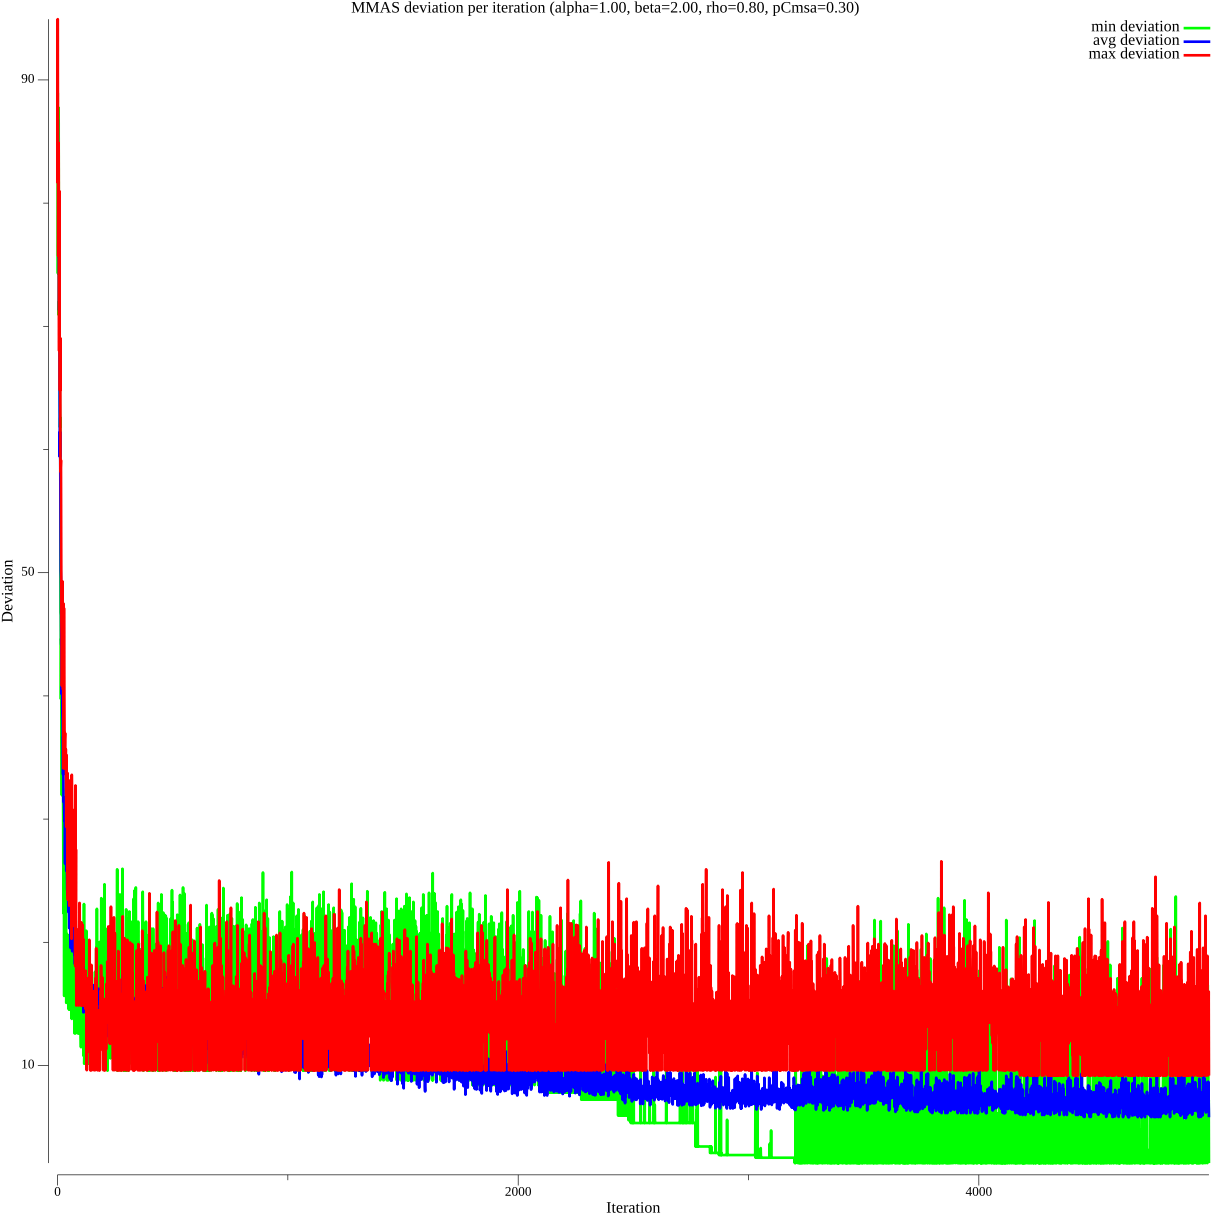 MMAS deviation per iteration (alpha=1.00, beta=2.00, rho=0.80, pCmsa=0.30)
min deviation
avg deviation
max deviation
90
50
10
Deviation
0
2000
4000
Iteration